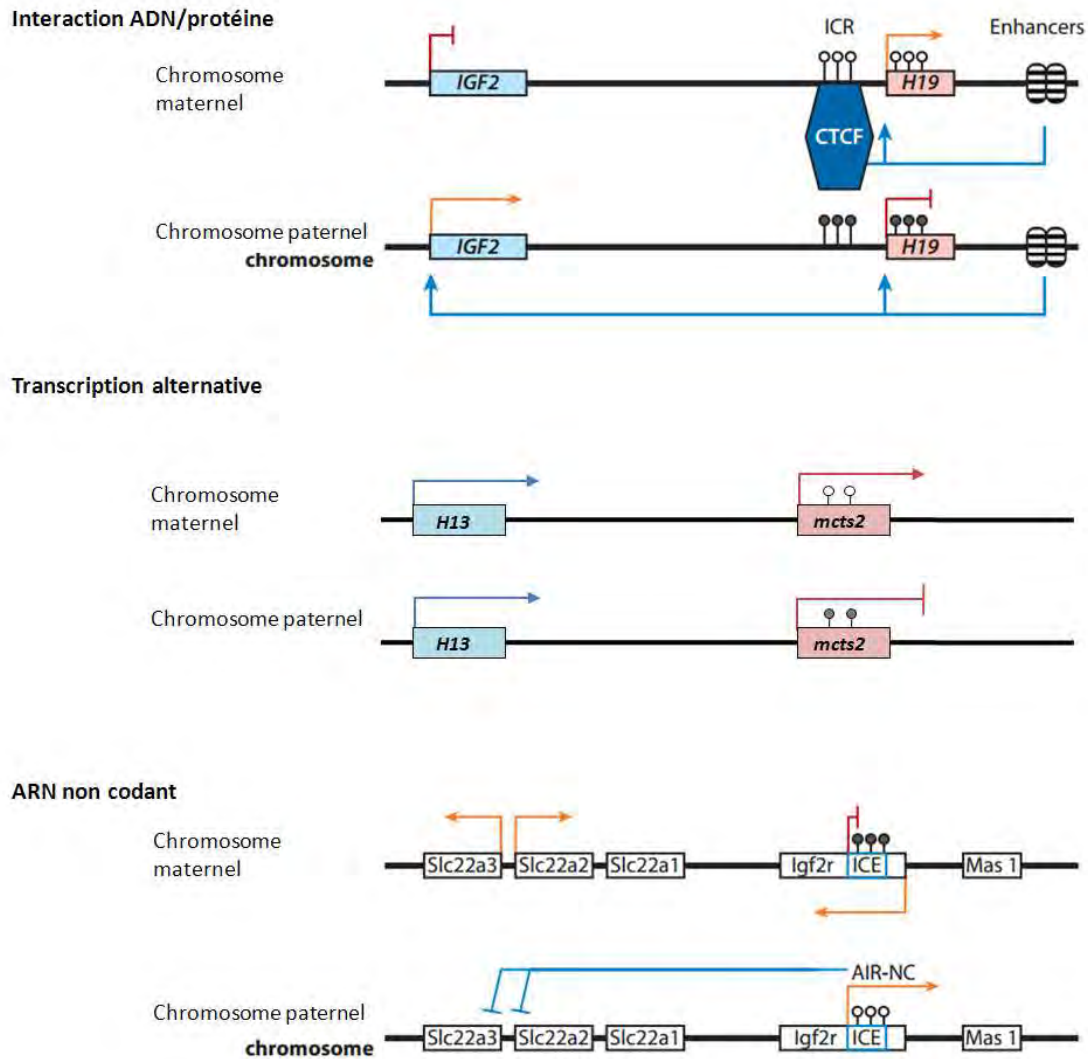 Interaction ADN/protéine
ICR
Enhancers
Chromosome
maternel
IGF2
H19
CTCF
Chromosome paternel
chromosome
IGF2
H19
Transcription alternative
Chromosome
maternel
H13
mcts2
Chromosome paternel
H13
mcts2
ARN non codant
Chromosome
maternel
Slc22a3
Slc22a2
Slc22a1
Igf2r
ICE
Mas 1
AIR-NC
Chromosome paternel
chromosome
Slc22a3
Slc22a2
Slc22a1
Igf2r
ICE
Mas 1